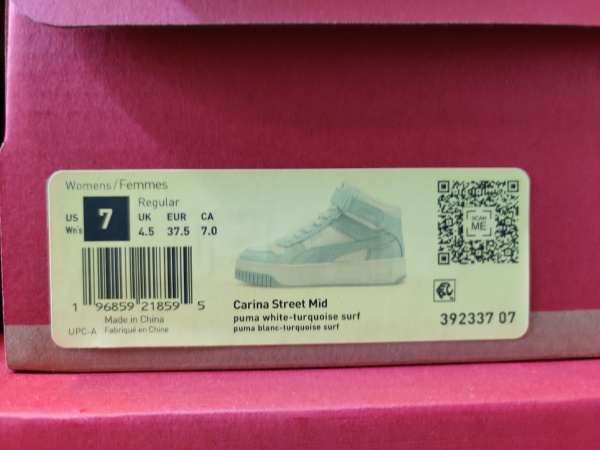 Womens/Femmes
Regular
US UK EUR CA
Wn's 7 4.5 37.5 7.0
1 96859 21859 5
Made in China
UPC-A Fabriqué en Chine
Carina Street Mid
puma white-turquoise surf
puma blanc-turquoise surf
SCAN
ME
392337 07